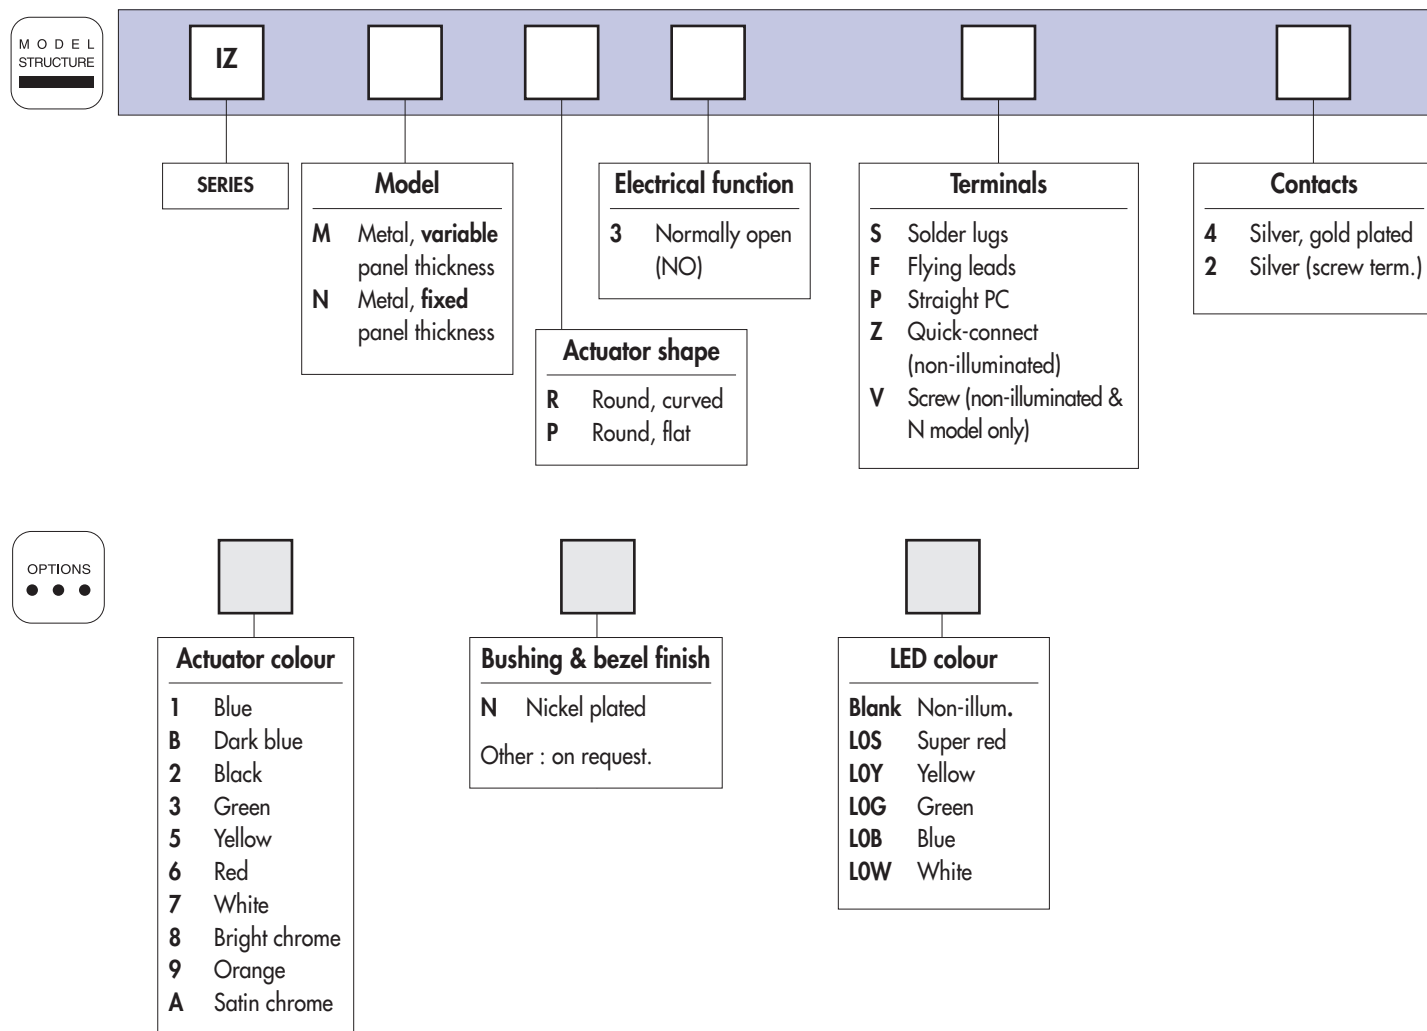 MODEL
STRUCTURE
IZ
SERIES
Model
M Metal, variable
panel thickness
N Metal, fixed
panel thickness
Actuator shape
R Round, curved
P Round, flat
Electrical function
3 Normally open
(NO)
Terminals
S Solder lugs
F Flying leads
P Straight PC
Z Quick-connect
(non-illuminated)
V Screw (non-illuminated &
N model only)
Contacts
4 Silver, gold plated
2 Silver (screw term.)
OPTIONS
Actuator colour
1 Blue
B Dark blue
2 Black
3 Green
5 Yellow
6 Red
7 White
8 Bright chrome
9 Orange
A Satin chrome
Bushing & bezel finish
N Nickel plated
Other : on request.
LED colour
Blank Non-illum.
L0S Super red
L0Y Yellow
L0G Green
L0B Blue
L0W White